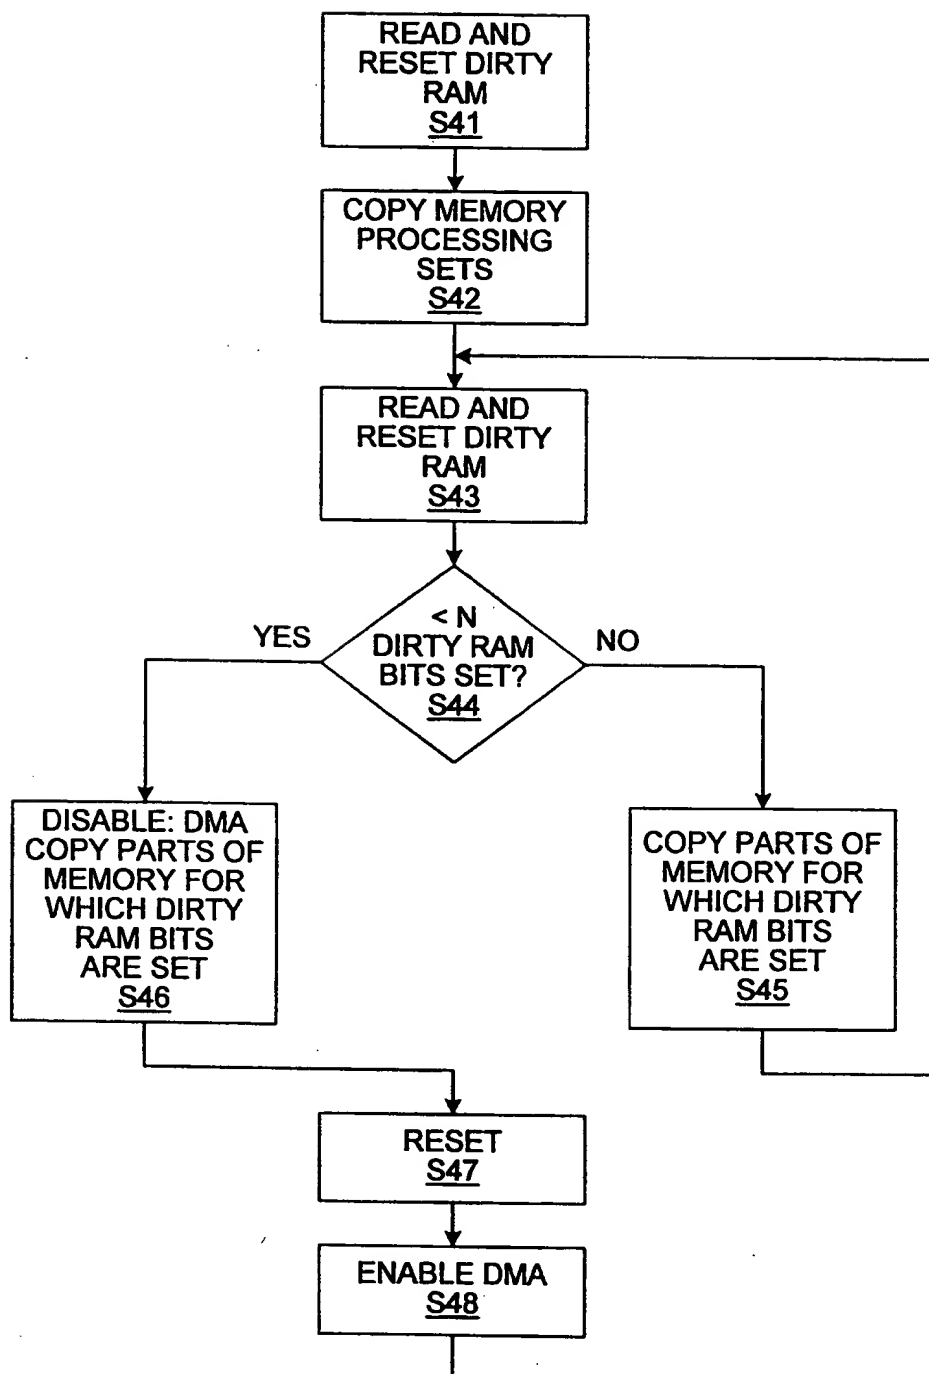 READ AND
RESET DIRTY
RAM
S41
COPY MEMORY
PROCESSING
SETS
S42
READ AND
RESET DIRTY
RAM
S43
< N
DIRTY RAM
BITS SET?
S44
YES
NO
DISABLE: DMA
COPY PARTS OF
MEMORY FOR
WHICH DIRTY
RAM BITS
ARE SET
S46
COPY PARTS OF
MEMORY FOR
WHICH DIRTY
RAM BITS
ARE SET
S45
RESET
S47
ENABLE DMA
S48